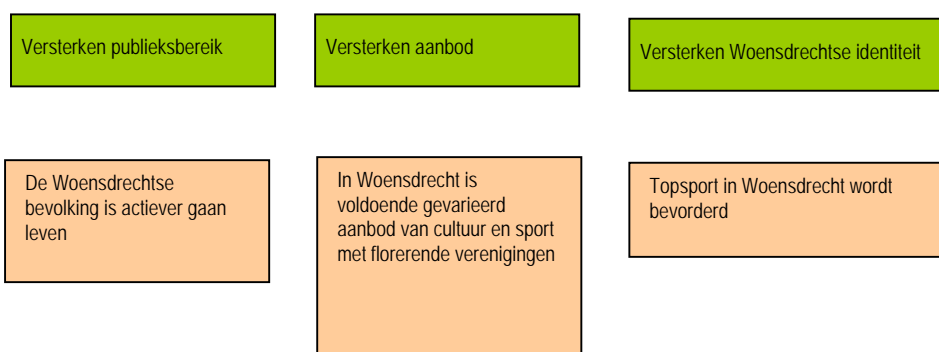 Versterken publieksbereik
Versterken aanbod
Versterken Woensdrechtse identiteit
De Woensdrechtse
bevolking is actiever gaan
leven
In Woensdrecht is
voldoende gevarieerd
aanbod van cultuur en sport
met florerende verenigingen
Topsport in Woensdrecht wordt
bevorderd